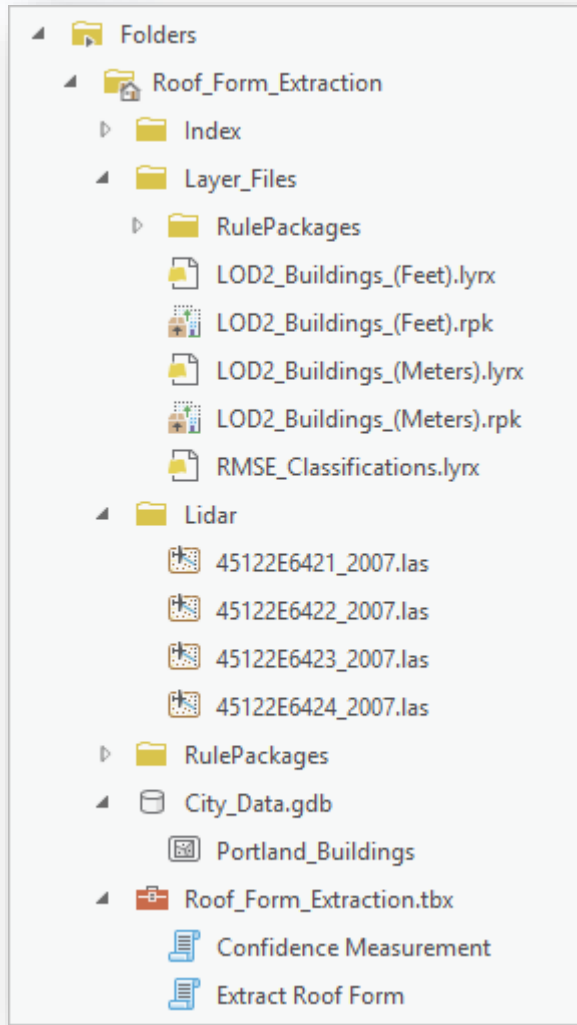 Folders
Roof_Form_Extraction
Index
Layer_Files
RulePackages
LOD2_Buildings_(Feet).lyrx
LOD2_Buildings_(Feet).rpk
LOD2_Buildings_(Meters).lyrx
LOD2_Buildings_(Meters).rpk
RMSE_Classifications.lyrx
Lidar
45122E6421_2007.las
45122E6422_2007.las
45122E6423_2007.las
45122E6424_2007.las
RulePackages
City_Data.gdb
Portland_Buildings
Roof_Form_Extraction.tbx
Confidence Measurement
Extract Roof Form